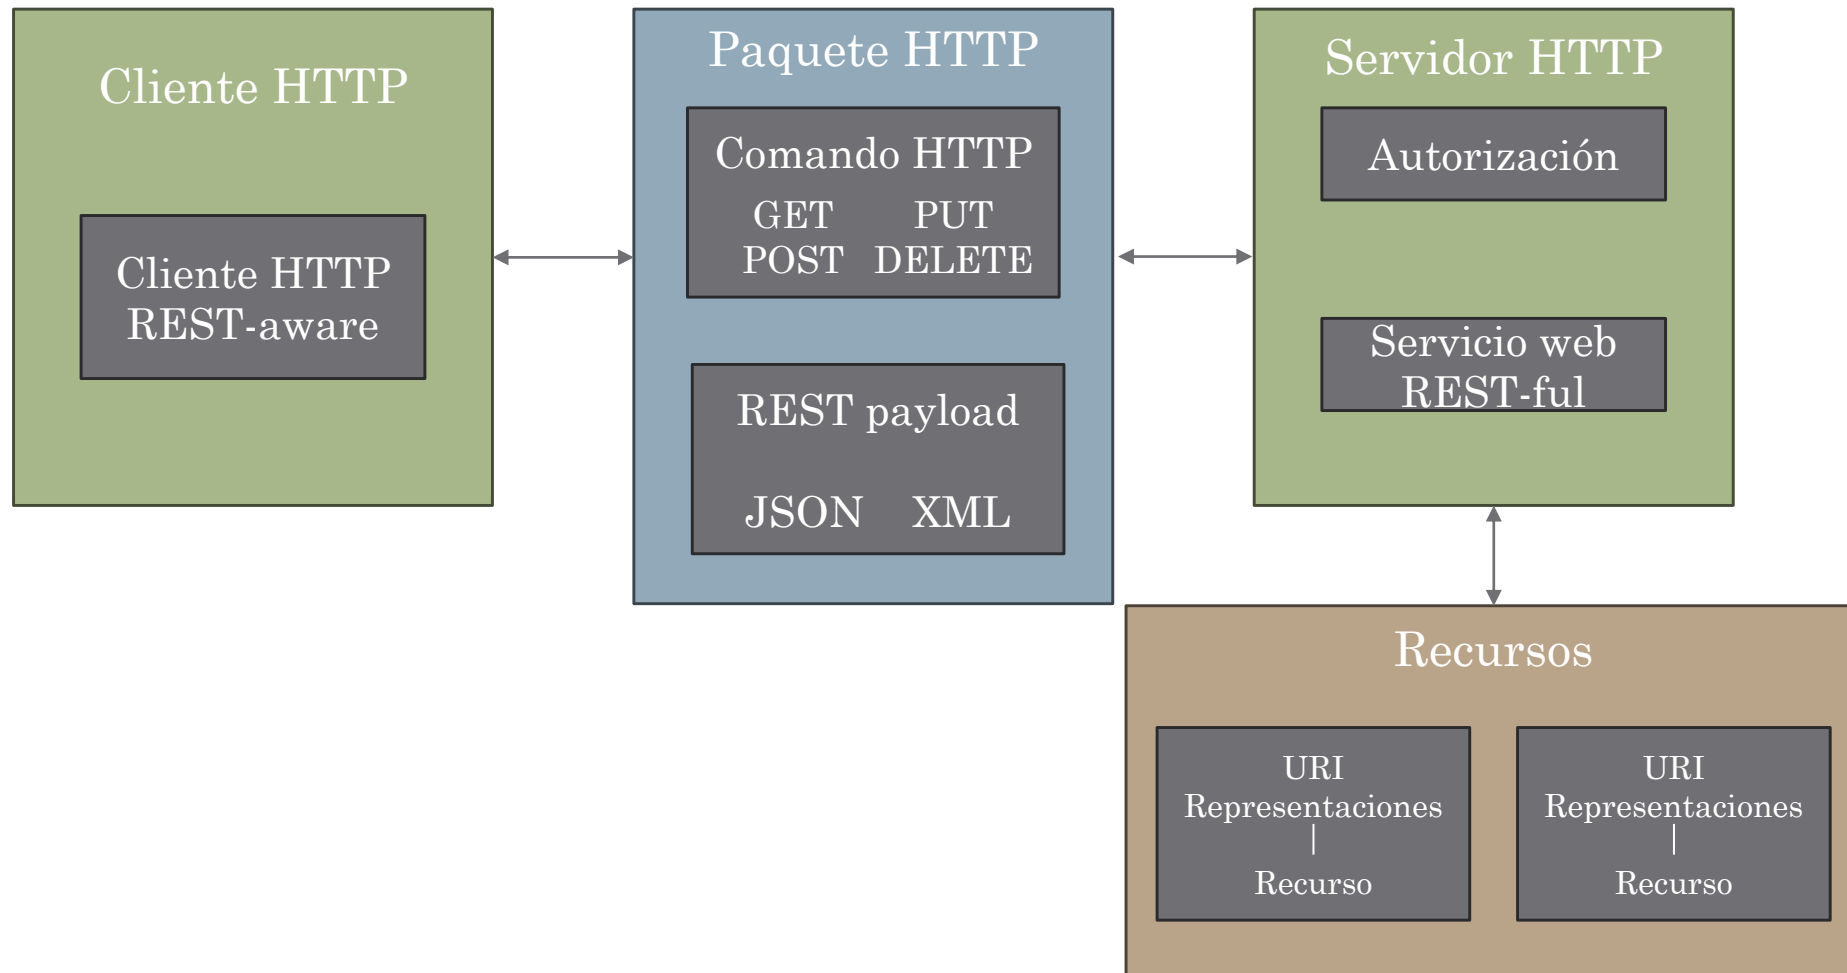 Cliente HTTP
Cliente HTTP
REST-aware
Paquete HTTP
Comando HTTP
GET PUT
POST DELETE
REST payload
JSON XML
Servidor HTTP
Autorización
Servicio web
REST-ful
Recursos
URI
Representaciones
Recurso
URI
Representaciones
Recurso